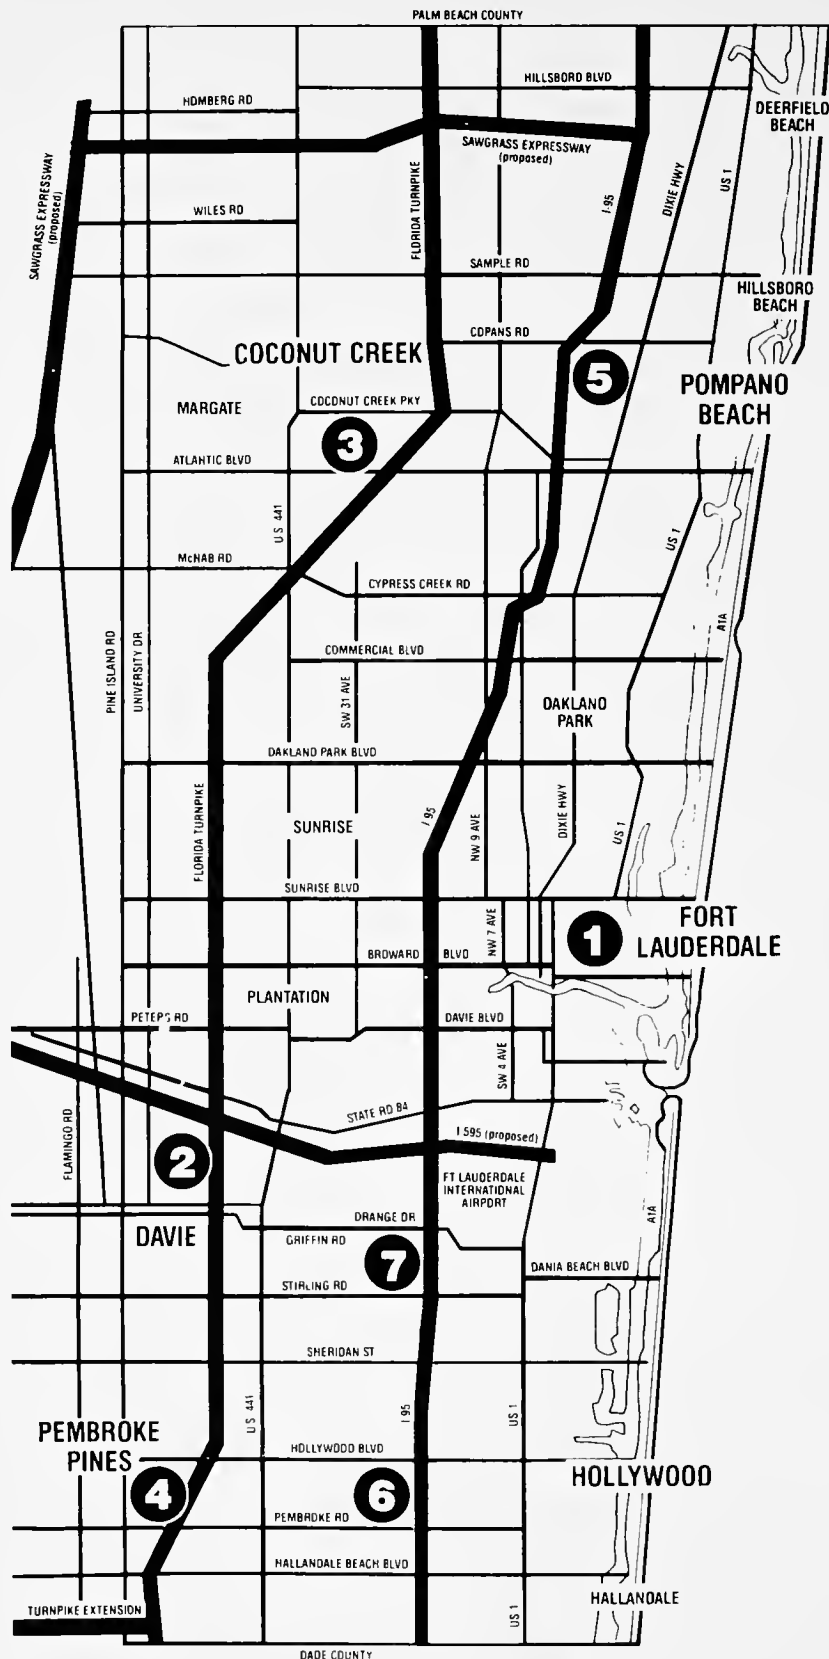 PALM BEACH COUNTY
HILLSBORO BLVD
HOMBERG RD
DEERFIELD
BEACH
SAWGRASS EXPRESSWAY
(proposed)
SAWGRASS EXPRESSWAY
(proposed)
FLORIDA TURNPIKE
I-95
DIXIE HWY
US 1
WILES RD
SAMPLE RD
HILLSBORO
BEACH
COPANS RD
COCONUT CREEK
5
POMPANO
BEACH
MARGATE
COCONUT CREEK PKY
3
ATLANTIC BLVD
US 441
US 1
McNAB RD
CYPRESS CREEK RD
A1A
PINE ISLAND RD
UNIVERSITY DR
COMMERCIAL BLVD
SW 31 AVE
OAKLAND
PARK
OAKLAND PARK BLVD
FLORIDA TURNPIKE
I 95
SUNRISE
NW 9 AVE
DIXIE HWY
US 1
SUNRISE BLVD
NW 7 AVE
1
FORT
LAUDERDALE
BROWARD BLVD
PLANTATION
PETERS RD
DAVIE BLVD
SW 4 AVE
STATE RD 84
FLAMINGO RD
I 595 (proposed)
2
FT LAUDERDALE
INTERNATIONAL
AIRPORT
A1A
DAVIE
ORANGE DR
GRIFFIN RD
7
DANIA BEACH BLVD
STIRLING RD
SHERIDAN ST
US 441
I 95
US 1
PEMBROKE
PINES
HOLLYWOOD BLVD
HOLLYWOOD
4
6
PEMBROKE RD
HALLANDALE BEACH BLVD
HALLANDALE
TURNPIKE EXTENSION
US 1
DADE COUNTY